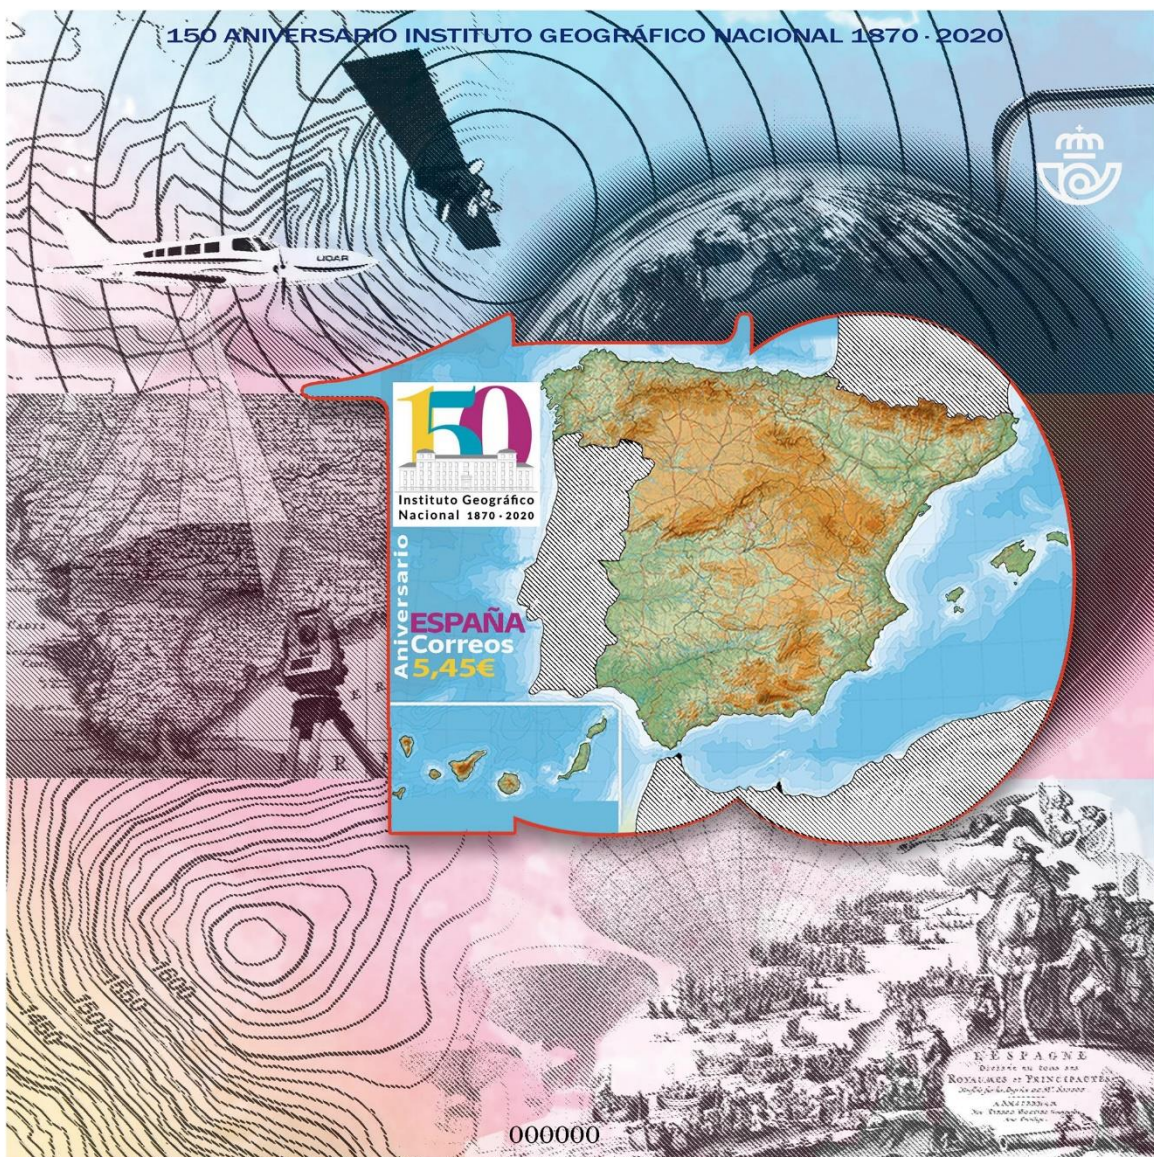 150 ANIVERSARIO INSTITUTO GEOGRÁFICO NACIONAL 1870 · 2020
LIDAR
150
Instituto Geográfico
Nacional 1870 · 2020
Aniversario
ESPAÑA
Correos
5,45€
1600
1550
1500
1450
L'ESPAGNE
ROYAUMES et PRINCIPAUTES
000000